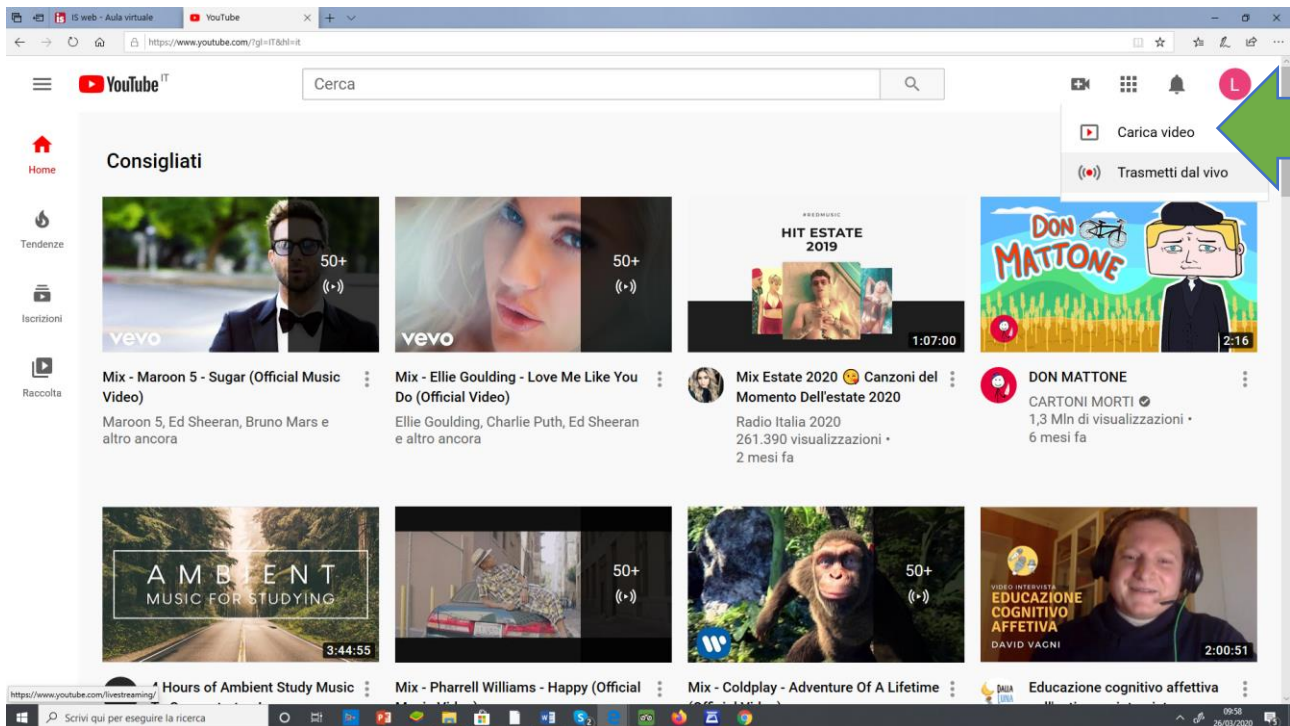 IS web - Aula virtuale
YouTube
https://www.youtube.com/?gl=IT&hl=it
YouTube IT
Cerca
L
Carica video
Trasmetti dal vivo
Home
Tendenze
Iscrizioni
Raccolta
Consigliati
50+
vevo
Mix - Maroon 5 - Sugar (Official Music
Video)
Maroon 5, Ed Sheeran, Bruno Mars e
altro ancora
50+
vevo
Mix - Ellie Goulding - Love Me Like You
Do (Official Video)
Ellie Goulding, Charlie Puth, Ed Sheeran
e altro ancora
#REDMUSIC
HIT ESTATE
2019
1:07:00
Mix Estate 2020 😘 Canzoni del
Momento Dell'estate 2020
Radio Italia 2020
261.390 visualizzazioni •
2 mesi fa
DON
MATTONE
2:16
DON MATTONE
CARTONI MORTI
1,3 Mln di visualizzazioni •
6 mesi fa
AMBIENT
MUSIC FOR STUDYING
3:44:55
4 Hours of Ambient Study Music
50+
Mix - Pharrell Williams - Happy (Official
50+
Mix - Coldplay - Adventure Of A Lifetime
VIDEO INTERVISTA
EDUCAZIONE
COGNITIVO
AFFETIVA
DAVID VAGNI
2:00:51
DALLA
LUNA
Educazione cognitivo affettiva
https://www.youtube.com/livestreaming/
Scrivi qui per eseguire la ricerca
09:58
26/03/2020